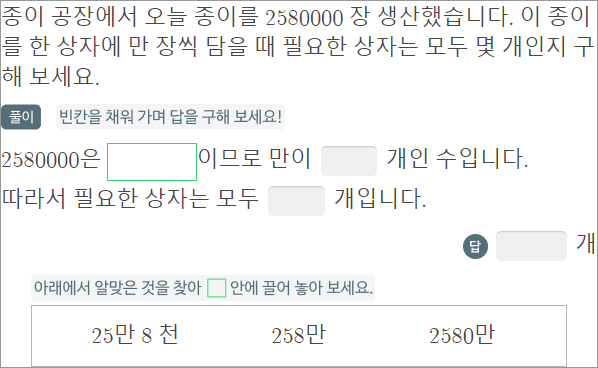 종이 공장에서 오늘 종이를 2580000 장 생산했습니다. 이 종이
를 한 상자에 만 장씩 담을 때 필요한 상자는 모두 몇 개인지 구
해 보세요.
풀이 빈칸을 채워 가며 답을 구해 보세요!
2580000은 이므로 만이 개인 수입니다.
따라서 필요한 상자는 모두 개입니다.
답 개
아래에서 알맞은 것을 찾아 안에 끌어 놓아 보세요.
25만 8 천 258만 2580만